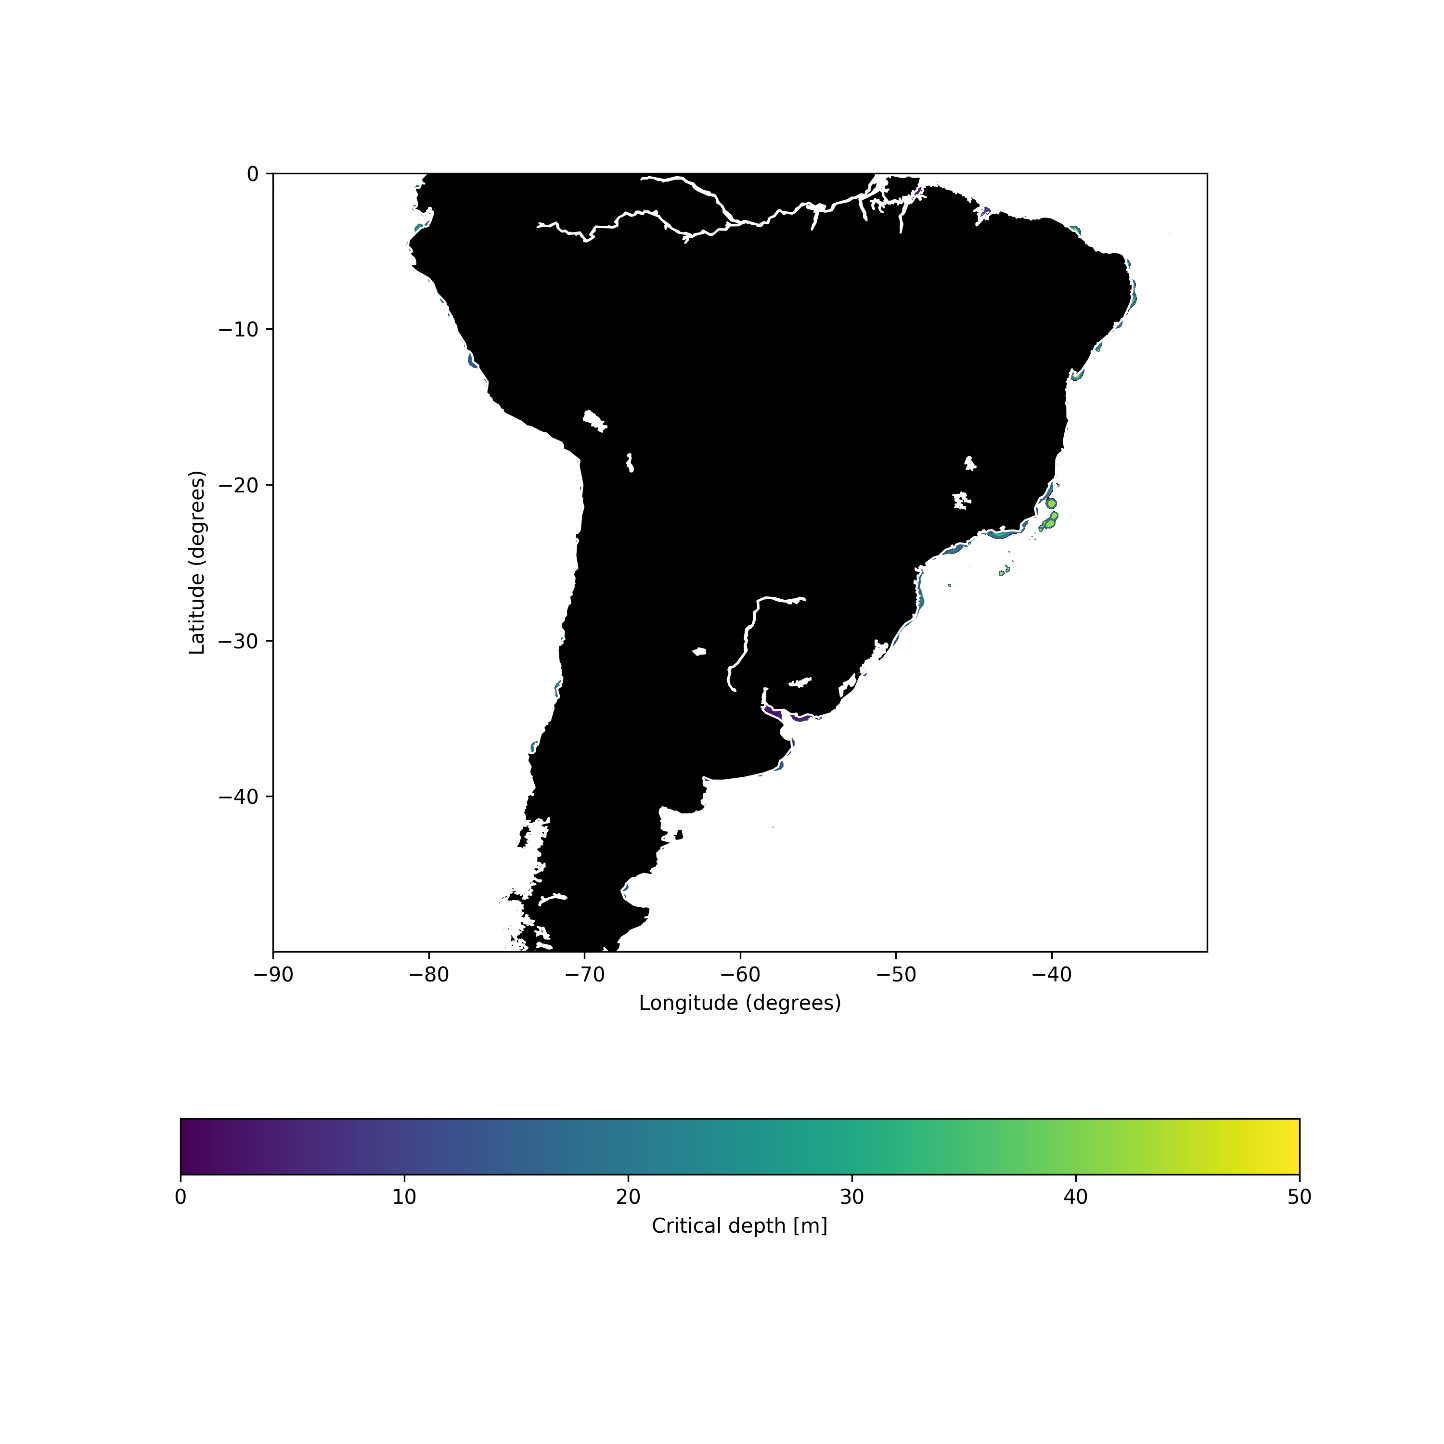 0
−10
−20
−30
−40
Latitude (degrees)
−90 −80 −70 −60 −50 −40
Longitude (degrees)
0 10 20 30 40 50
Critical depth [m]